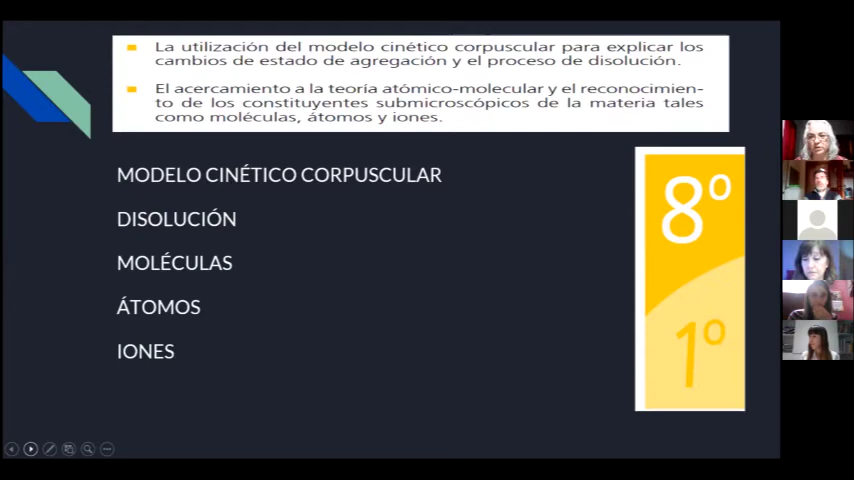 La utilización del modelo cinético corpuscular para explicar los
cambios de estado de agregación y el proceso de disolución.
El acercamiento a la teoría atómico-molecular y el reconocimien-
to de los constituyentes submicroscópicos de la materia tales
como moléculas, átomos y iones.
MODELO CINÉTICO CORPUSCULAR
DISOLUCIÓN
MOLÉCULAS
ÁTOMOS
IONES
8º
1º